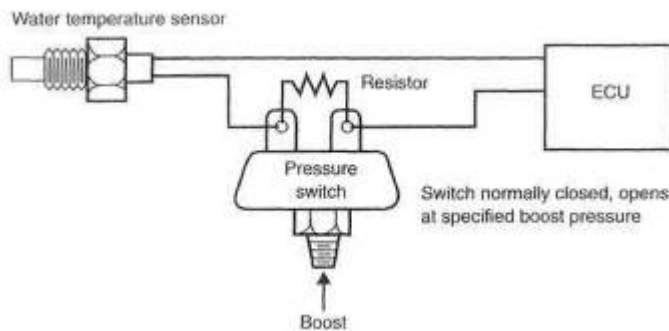 Water temperature sensor
Resistor
ECU
Pressure
switch
Switch normally closed, opens
at specified boost pressure
Boost